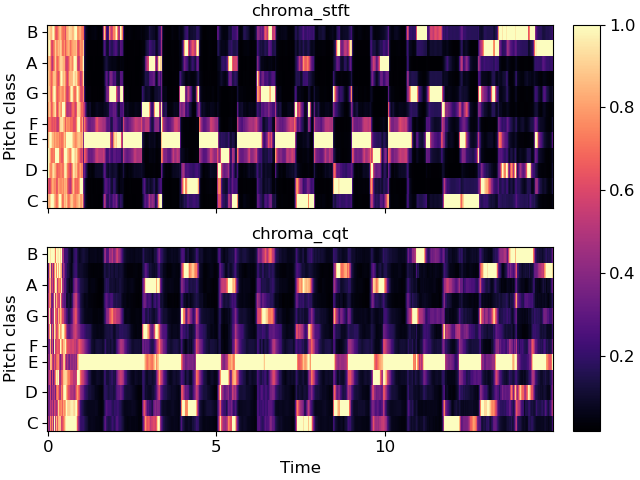 chroma_stft
B
A
G
F
E
D
C
Pitch class
1.0
0.8
0.6
0.4
0.2
chroma_cqt
B
A
G
F
E
D
C
Pitch class
0
5
10
Time